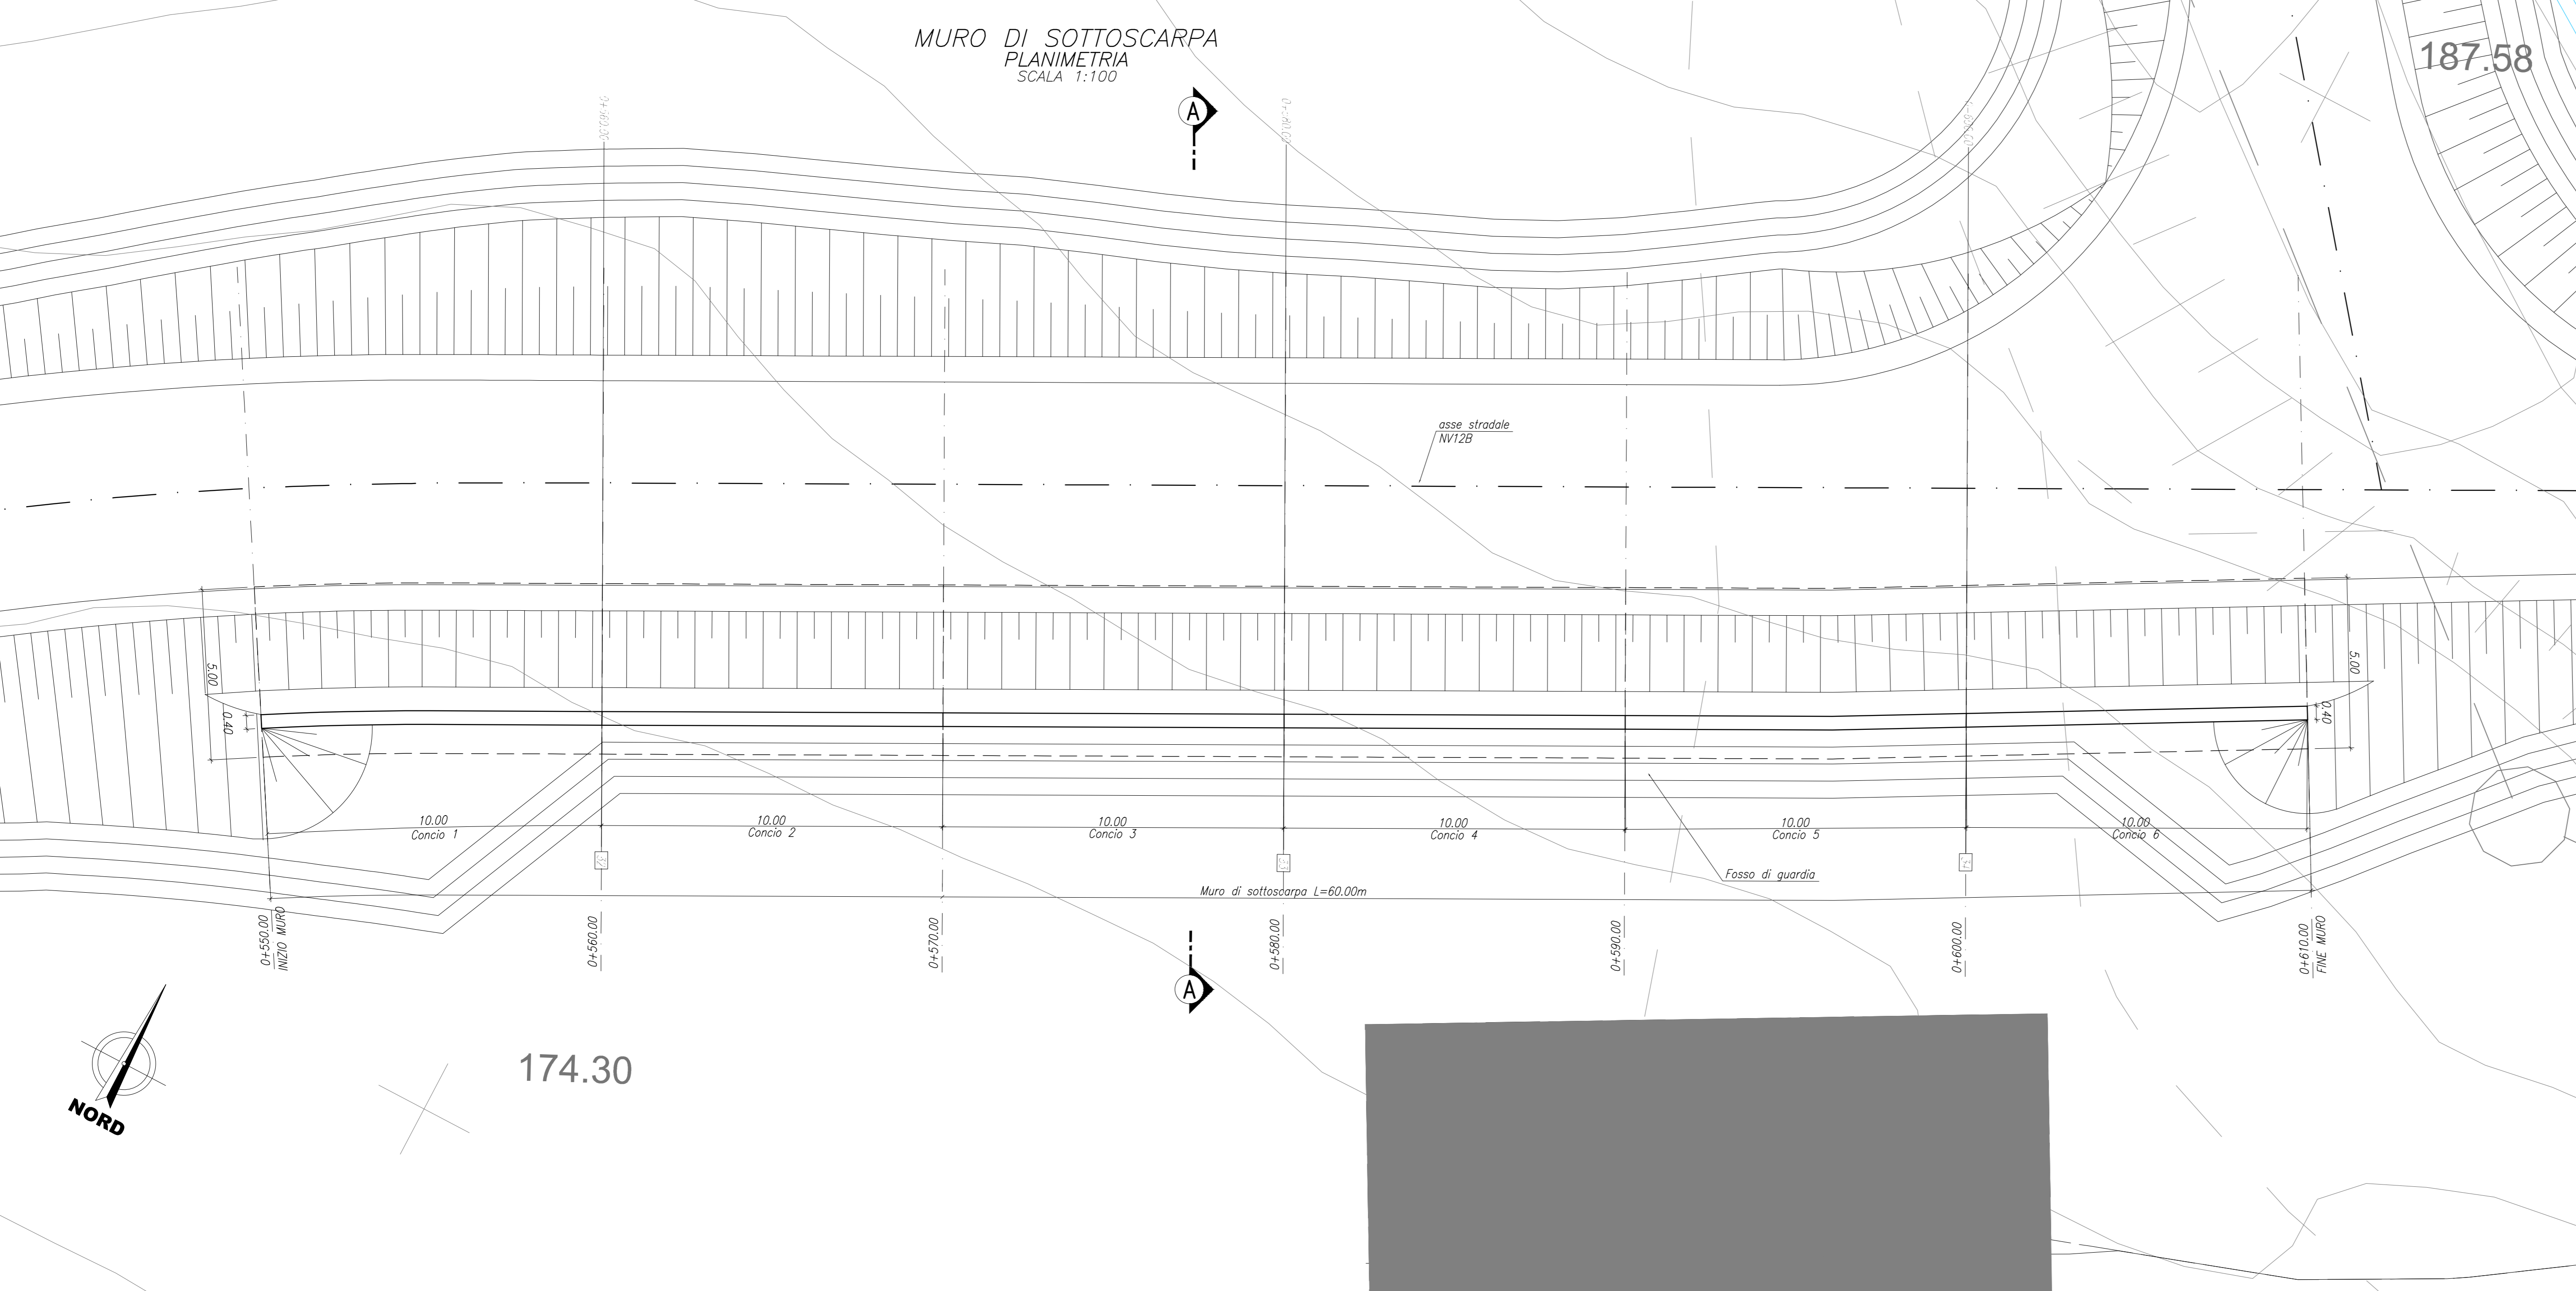 MURO DI SOTTOSCARPA
PLANIMETRIA
SCALA 1:100
187.58
A
0+560.00
asse stradale
NV12B
5.00
0.40
5.00
0.40
10.00
Concio 1
10.00
Concio 2
10.00
Concio 3
10.00
Concio 4
10.00
Concio 5
10.00
Concio 6
Fosso di guardia
Muro di sottoscarpa L=60.00m
0+550.00
INIZIO MURO
0+560.00
0+570.00
0+580.00
0+590.00
0+600.00
0+610.00
FINE MURO
A
NORD
174.30